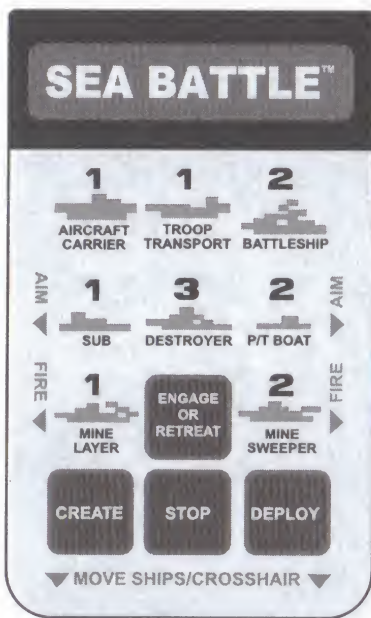 SEA BATTLE™
1 1 2
AIRCRAFT CARRIER TROOP TRANSPORT BATTLESHIP
AIM 1 3 2 AIM
SUB DESTROYER P/T BOAT
FIRE 1 ENGAGE OR RETREAT 2 FIRE
MINE LAYER MINE SWEEPER
CREATE STOP DEPLOY
MOVE SHIPS/CROSSHAIR